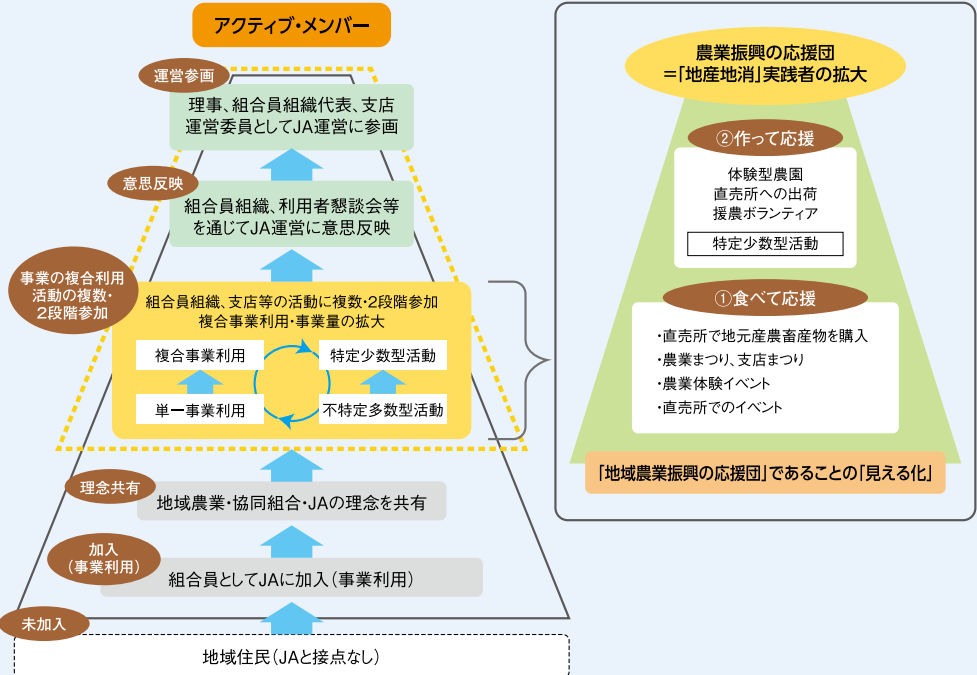 アクティブ・メンバー
運営参画
理事、組合員組織代表、支店
運営委員としてJA運営に参画
意思反映
組合員組織、利用者懇談会等
を通じてJA運営に意思反映
事業の複合利用
活動の複数・
2段階参加
組合員組織、支店等の活動に複数・2段階参加
複合事業利用・事業量の拡大
複合事業利用
特定少数型活動
単一事業利用
不特定多数型活動
理念共有
地域農業・協同組合・JAの理念を共有
加入
(事業利用)
組合員としてJAに加入(事業利用)
未加入
地域住民(JAと接点なし)
農業振興の応援団
=「地産地消」実践者の拡大
②作って応援
体験型農園
直売所への出荷
援農ボランティア
特定少数型活動
①食べて応援
・直売所で地元産農畜産物を購入
・農業まつり、支店まつり
・農業体験イベント
・直売所でのイベント
「地域農業振興の応援団」であることの「見える化」